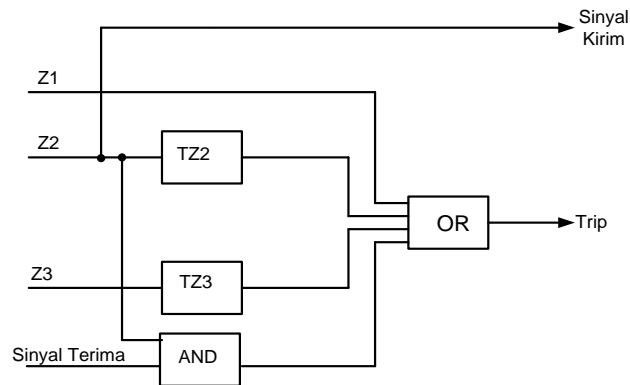 Sinyal
Kirim
Z1
Z2
TZ2
OR
Trip
Z3
TZ3
Sinyal Terima
AND